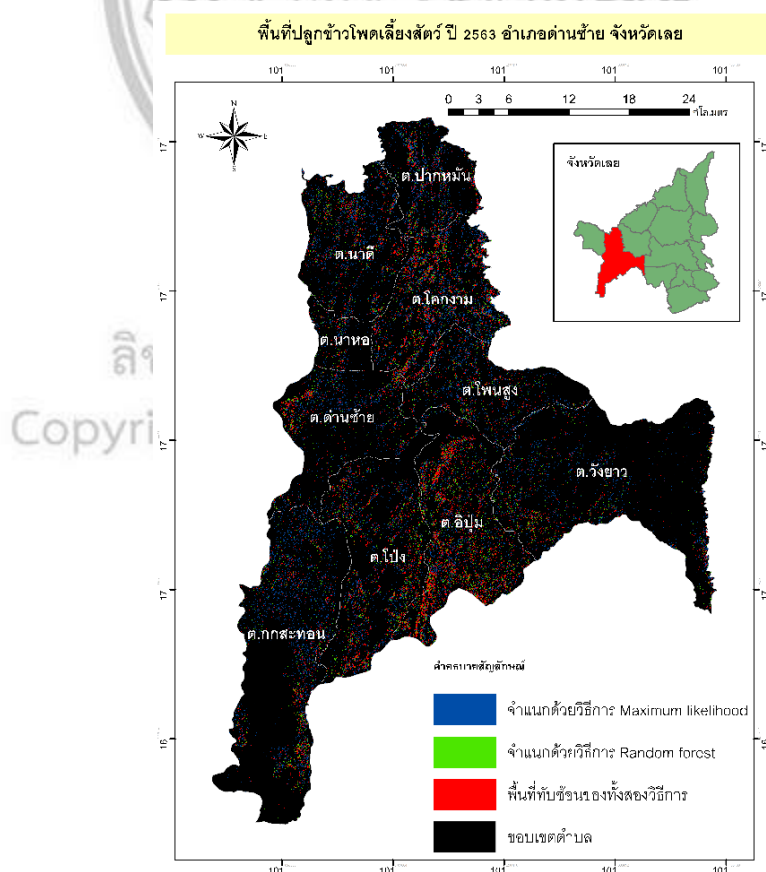 พื้นที่ปลูกข้าวโพดเลี้ยงสัตว์ ปี 2563 อำเภอด่านซ้าย จังหวัดเลย
101 101 101 101 101
0 3 6 12 18 24
กิโลเมตร
N
W E
S
จังหวัดเลย
17
17
17
17
16
17
17
17
17
16
ต.ปากหมัน
ต.นาดี
ต.โคกงาม
ต.นาหอ
ต.โพนสูง
ต.ด่านซ้าย
ต.วังยาว
ต.อิปุ่ม
ต.โป่ง
ต.กกสะทอน
Copyri
คำอธิบายสัญลักษณ์
จำแนกด้วยวิธีการ Maximum likelihood
จำแนกด้วยวิธีการ Random forest
พื้นที่ทับซ้อนของทั้งสองวิธีการ
ขอบเขตตำบล
101 101 101 101 101